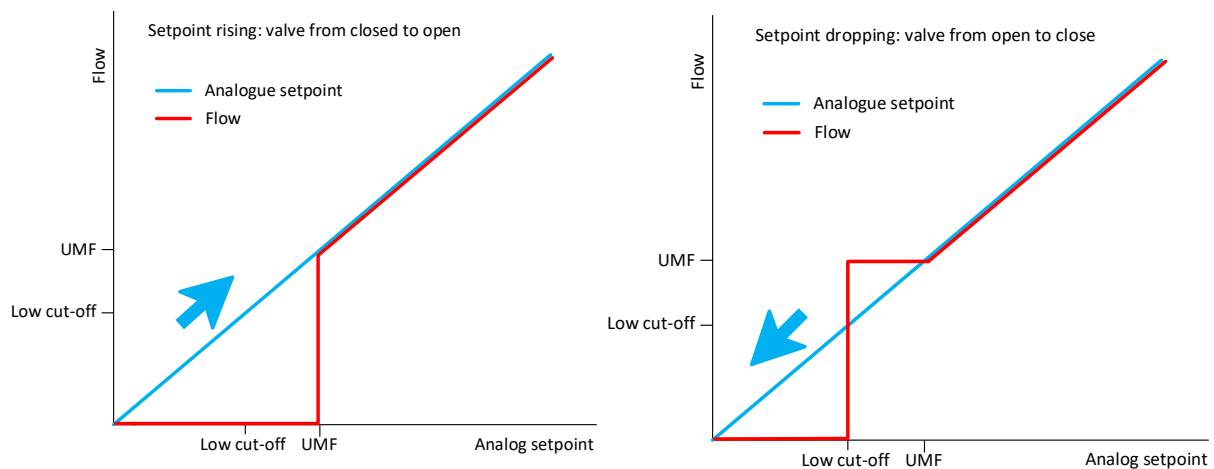 Setpoint rising: valve from closed to open
Flow
Analogue setpoint
Flow
UMF
Low cut-off
Low cut-off
UMF
Analog setpoint
Setpoint dropping: valve from open to close
Flow
Analogue setpoint
Flow
UMF
Low cut-off
Low cut-off
UMF
Analog setpoint